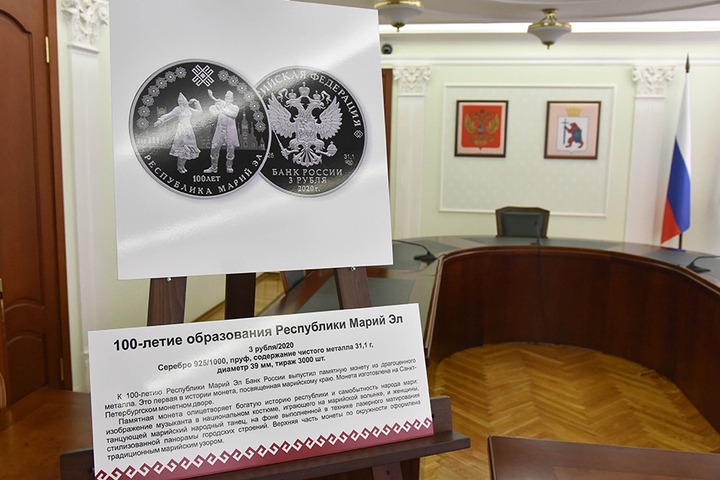 РЕСПУБЛИКА МАРИЙ ЭЛ
100 ЛЕТ
РОССИЙСКАЯ ФЕДЕРАЦИЯ
31,1
БАНК РОССИИ
3 РУБЛЯ
2020 г.
100-летие образования Республики Марий Эл
3 рубля/2020
Серебро 925/1000, пруф, содержание чистого металла 31,1 г,
диаметр 39 мм, тираж 3000 шт.
К 100-летию Республики Марий Эл Банк России выпустил памятную монету из драгоценного
металла. Это первая в истории монета, посвященная марийскому краю. Монета изготовлена на Санкт-
Петербургском монетном дворе.
Памятная монета олицетворяет богатую историю республики и самобытность народа мари:
изображение музыканта в национальном костюме, играющего на марийской волынке, и женщины,
танцующей марийский народный танец, на фоне выполненной в технике лазерного матирования
стилизованной панорамы городских строений. Верхняя часть монеты по окружности оформлена
традиционным марийским узором.